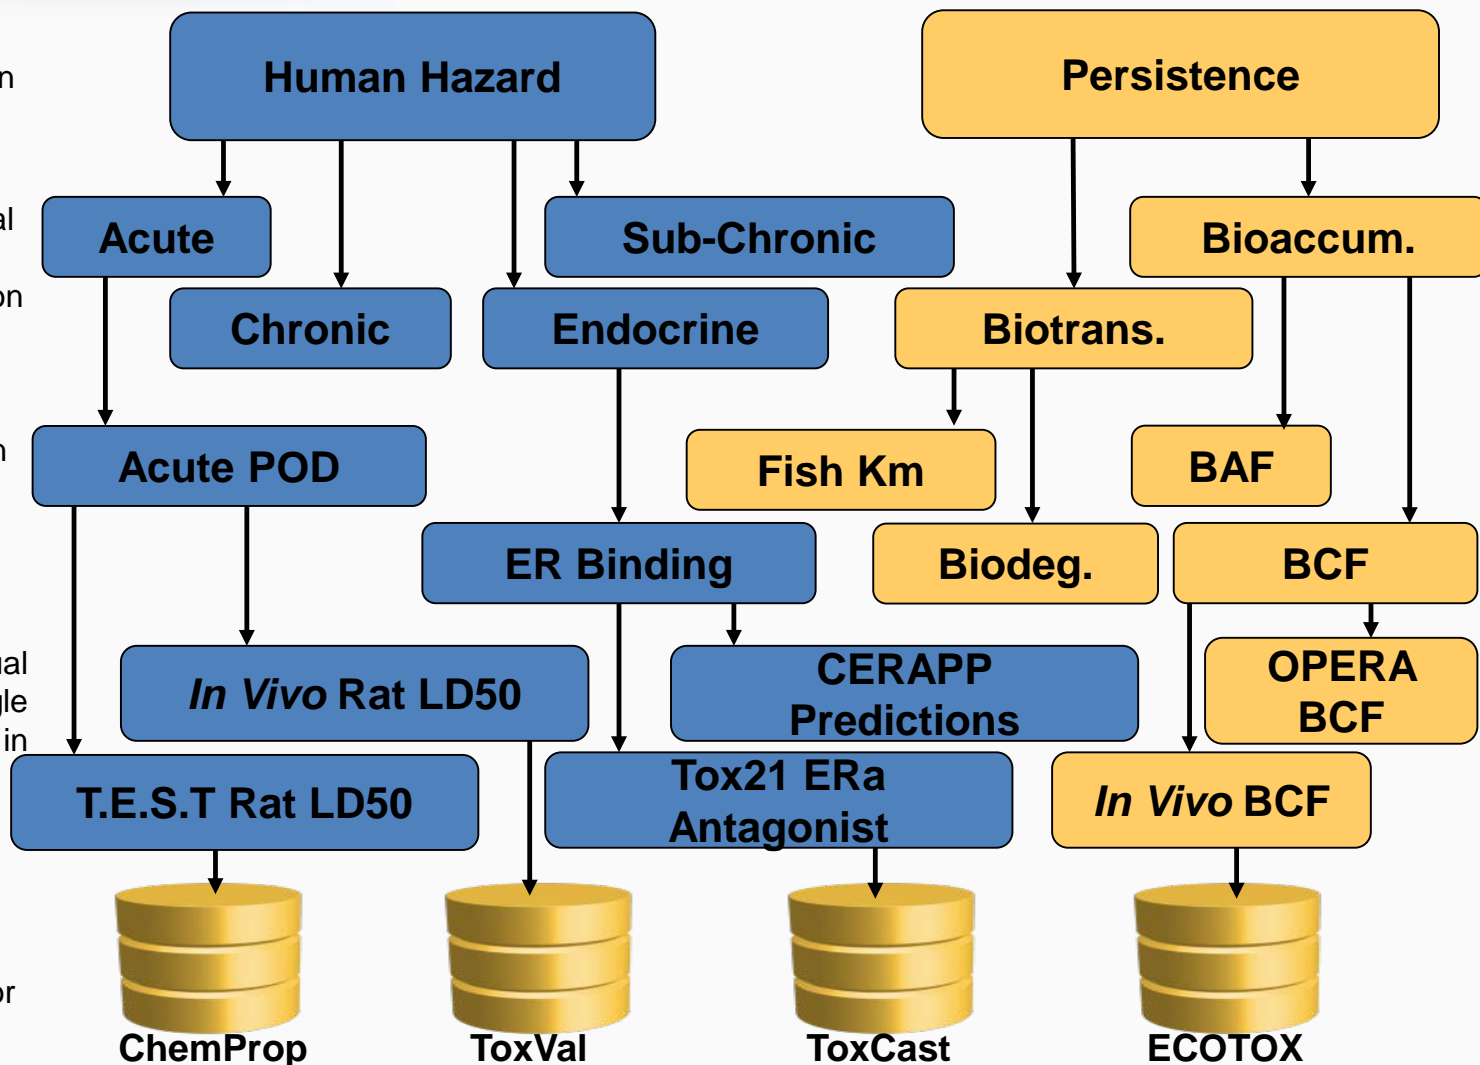 Human Hazard
Persistence
Acute
Sub-Chronic
Bioaccum.
Chronic
Endocrine
Biotrans.
Acute POD
Fish Km
BAF
ER Binding
Biodeg.
BCF
In Vivo Rat LD50
CERAPP
Predictions
OPERA
BCF
T.E.S.T Rat LD50
Tox21 ERa
Antagonist
In Vivo BCF
ChemProp
ToxVal
ToxCast
ECOTOX
in